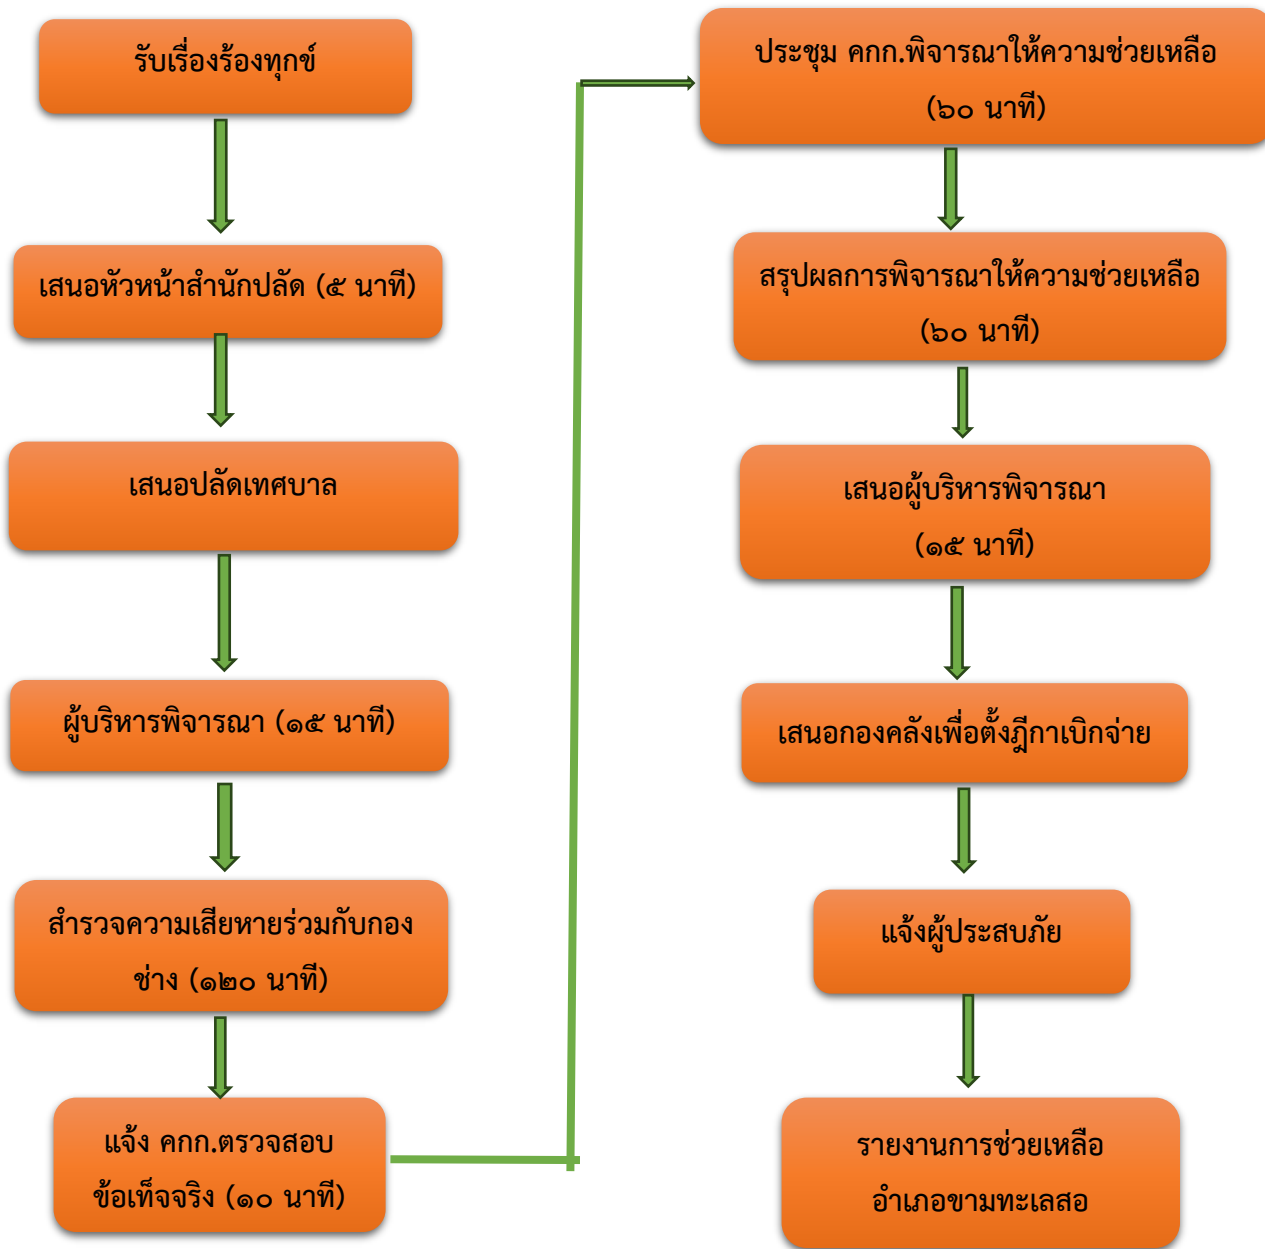 รับเรื่องร้องทุกข์
เสนอหัวหน้าสำนักปลัด (๕ นาที)
เสนอปลัดเทศบาล
ผู้บริหารพิจารณา (๑๕ นาที)
สำรวจความเสียหายร่วมกับกอง
ช่าง (๑๒๐ นาที)
แจ้ง คกก.ตรวจสอบ
ข้อเท็จจริง (๑๐ นาที)
ประชุม คกก.พิจารณาให้ความช่วยเหลือ
(๖๐ นาที)
สรุปผลการพิจารณาให้ความช่วยเหลือ
(๖๐ นาที)
เสนอผู้บริหารพิจารณา
(๑๕ นาที)
เสนอกองคลังเพื่อตั้งฎีกาเบิกจ่าย
แจ้งผู้ประสบภัย
รายงานการช่วยเหลือ
อำเภอขามทะเลสอ